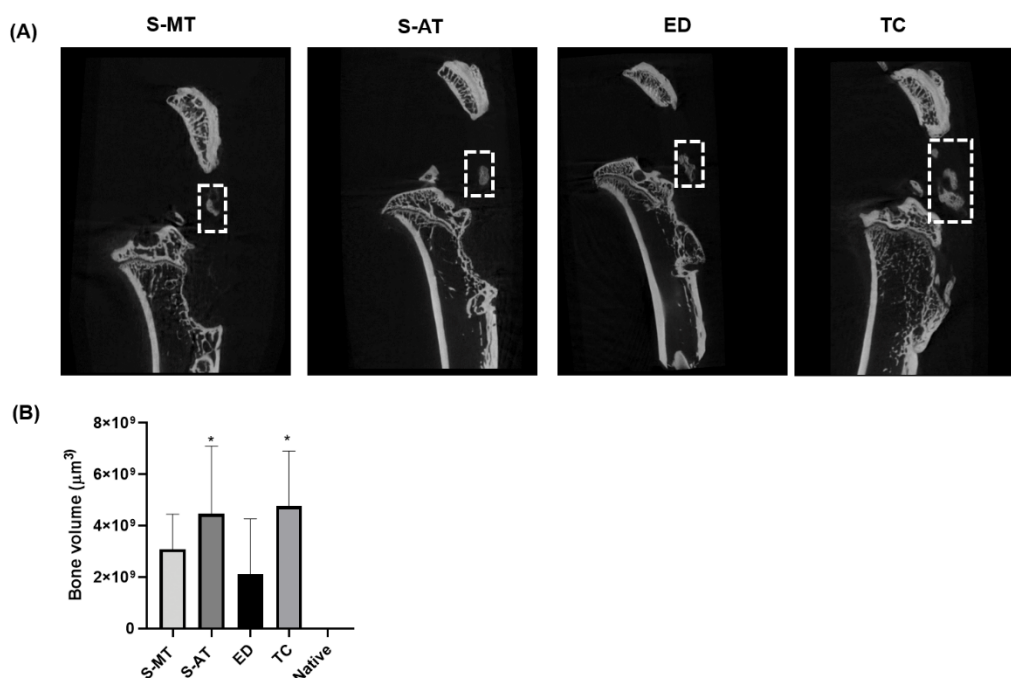 (A)
S-MT
S-AT
ED
TC
(B)
Bone volume (μm³)
8×10⁹
6×10⁹
4×10⁹
2×10⁹
0
*
*
S-MT
S-AT
ED
TC
Native